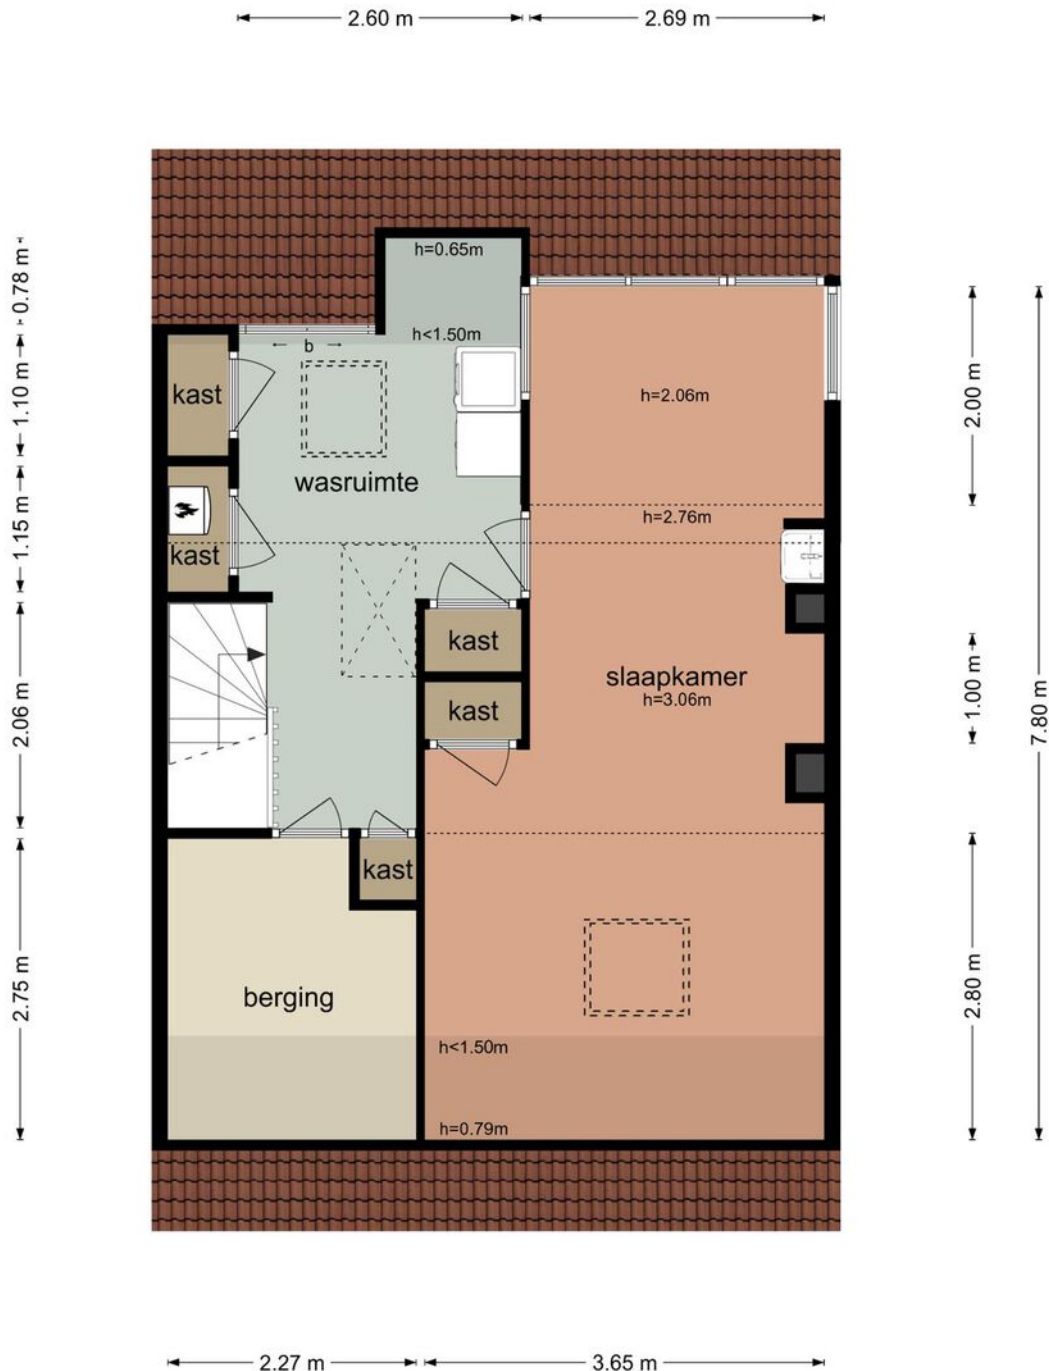 2.60 m
2.69 m
h=0.65m
0.78 m
h<1.50m
b
kast
1.10 m
h=2.06m
2.00 m
wasruimte
h=2.76m
1.15 m
kast
kast
slaapkamer
h=3.06m
1.00 m
7.80 m
kast
2.06 m
kast
berging
2.75 m
2.80 m
h<1.50m
h=0.79m
2.27 m
3.65 m